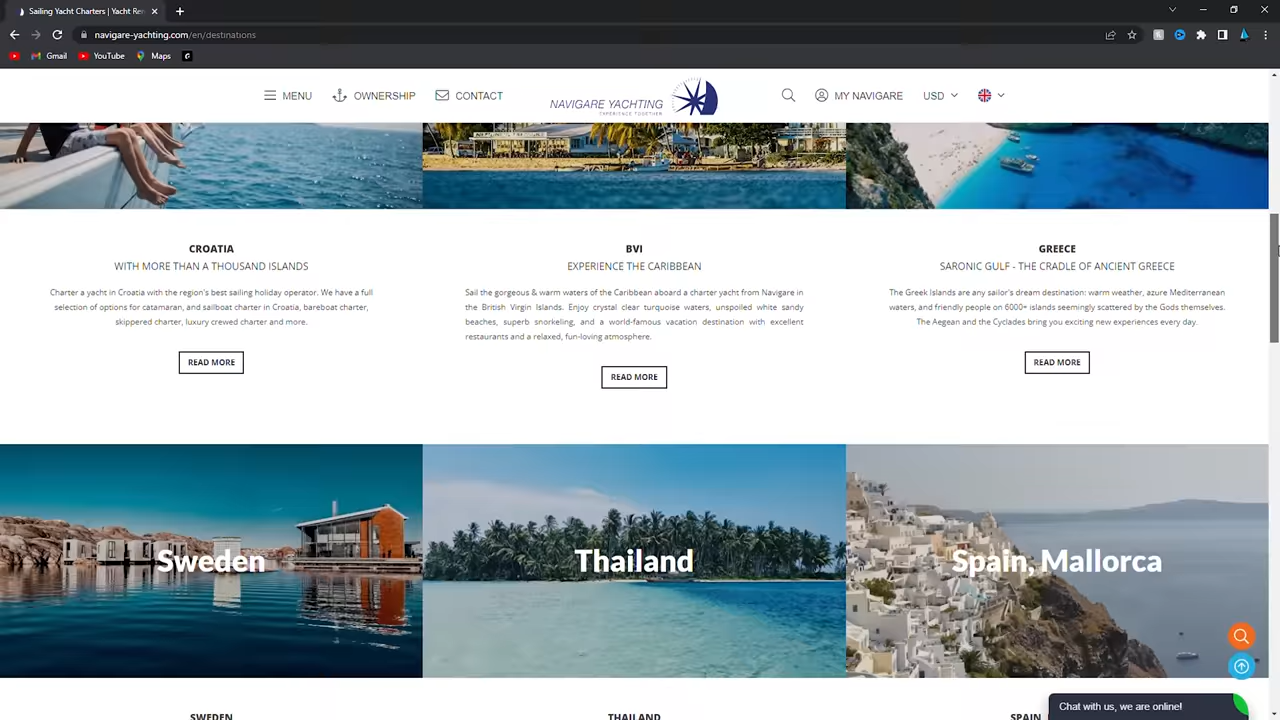 Sailing Yacht Charters | Yacht Ren
navigare-yachting.com/en/destinations
Gmail YouTube Maps
MENU OWNERSHIP CONTACT NAVIGARE YACHTING MY NAVIGARE USD
EXPERIENCE TOGETHER
CROATIA
WITH MORE THAN A THOUSAND ISLANDS
Charter a yacht in Croatia with the region's best sailing holiday operator. We have a full
selection of options for catamaran, and sailboat charter in Croatia, bareboat charter,
skippered charter, luxury crewed charter and more.
READ MORE
BVI
EXPERIENCE THE CARIBBEAN
Sail the gorgeous & warm waters of the Caribbean aboard a charter yacht from Navigare in
the British Virgin Islands. Enjoy crystal clear turquoise waters, unspoiled white sandy
beaches, superb snorkeling, and a world-famous vacation destination with excellent
restaurants and a relaxed, fun-loving atmosphere.
READ MORE
GREECE
SARONIC GULF - THE CRADLE OF ANCIENT GREECE
The Greek Islands are any sailor's dream destination: warm weather, azure Mediterranean
waters, and friendly people on 6000+ islands seemingly scattered by the Gods themselves.
The Aegean and the Cyclades bring you exciting new experiences every day.
READ MORE
Sweden
Thailand
Spain, Mallorca
SWEDEN
THAILAND
SPAIN
Chat with us, we are online!